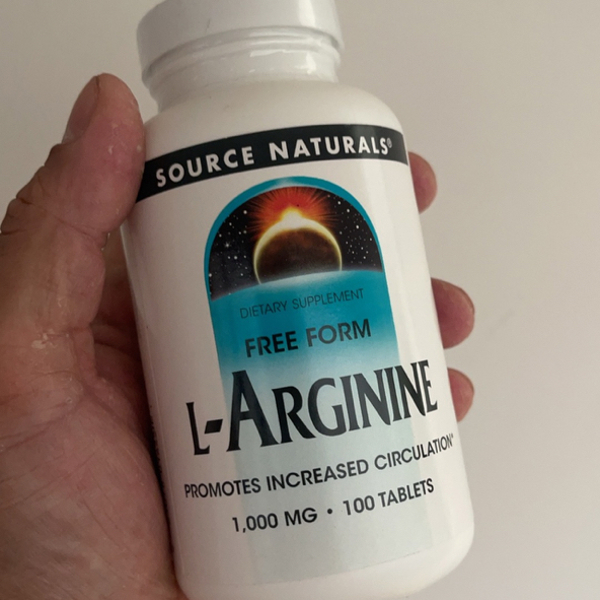 SOURCE NATURALS®
DIETARY SUPPLEMENT
FREE FORM
L-ARGININE
PROMOTES INCREASED CIRCULATION*
1,000 MG • 100 TABLETS